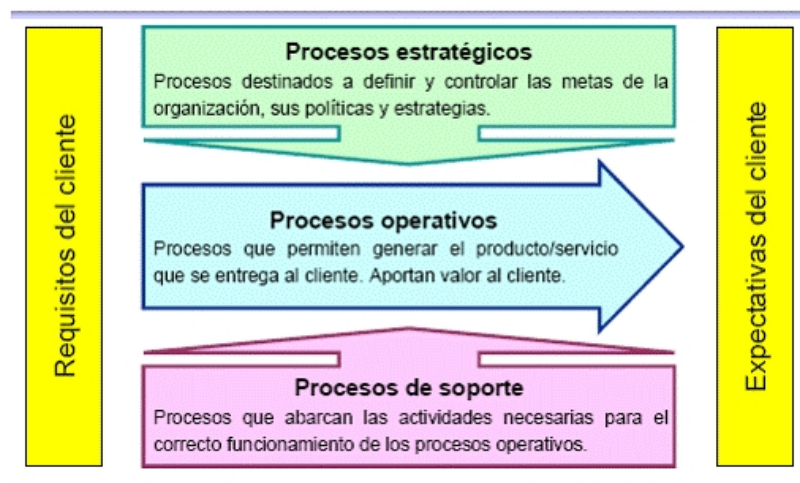 Requisitos del cliente
Procesos estratégicos
Procesos destinados a definir y controlar las metas de la
organización, sus políticas y estrategias.
Procesos operativos
Procesos que permiten generar el producto/servicio
que se entrega al cliente. Aportan valor al cliente.
Procesos de soporte
Procesos que abarcan las actividades necesarias para el
correcto funcionamiento de los procesos operativos.
Expectativas del cliente